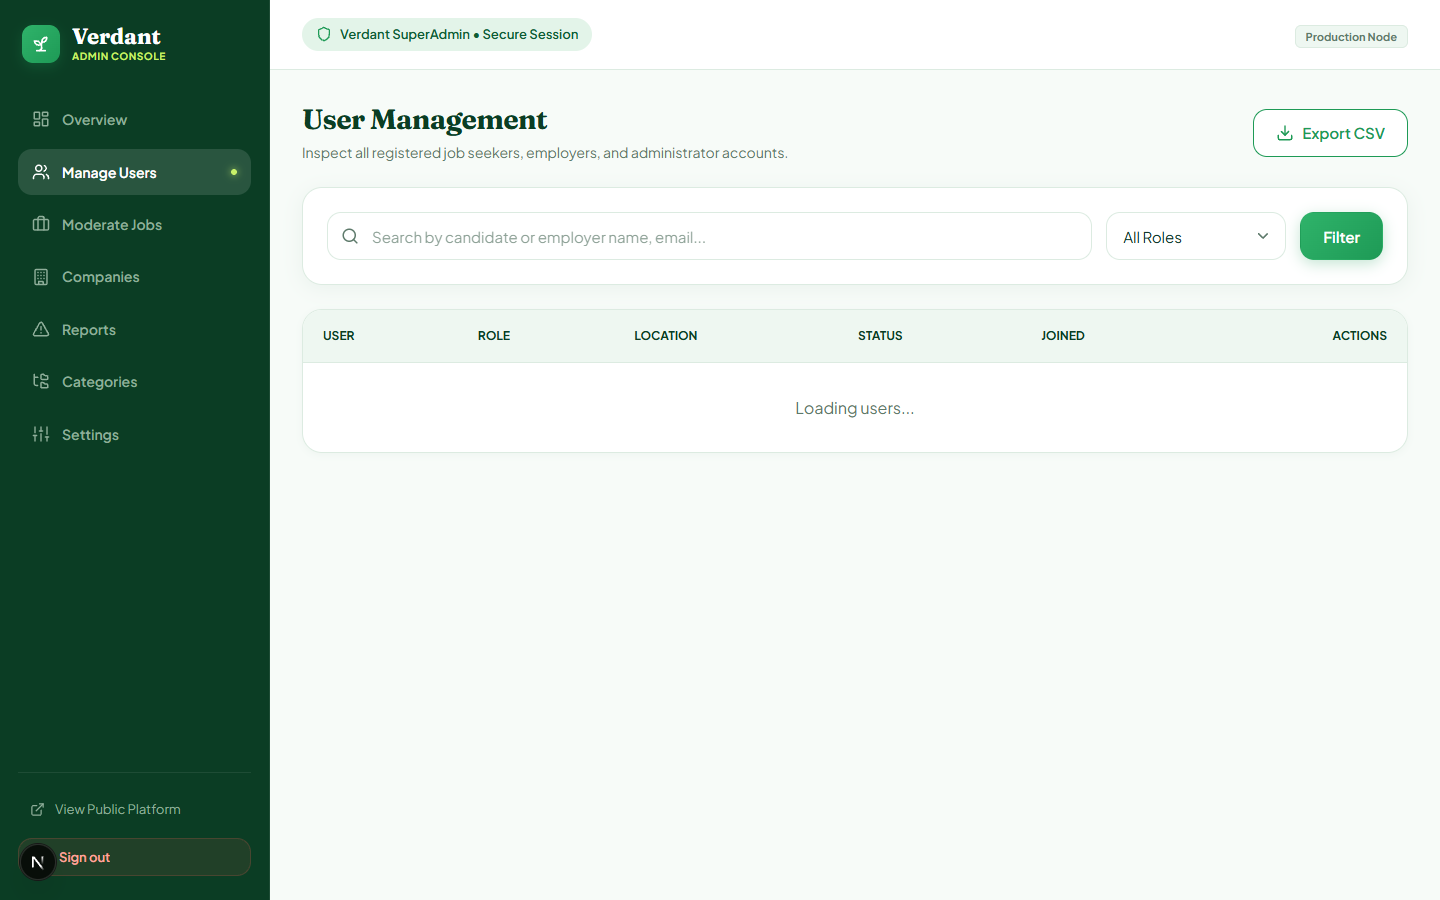 Verdant
ADMIN CONSOLE
Overview
Manage Users
Moderate Jobs
Companies
Reports
Categories
Settings
View Public Platform
N
Sign out
Verdant SuperAdmin • Secure Session
Production Node
User Management
Inspect all registered job seekers, employers, and administrator accounts.
Export CSV
Search by candidate or employer name, email...
All Roles
Filter
USER ROLE LOCATION STATUS JOINED ACTIONS
Loading users...